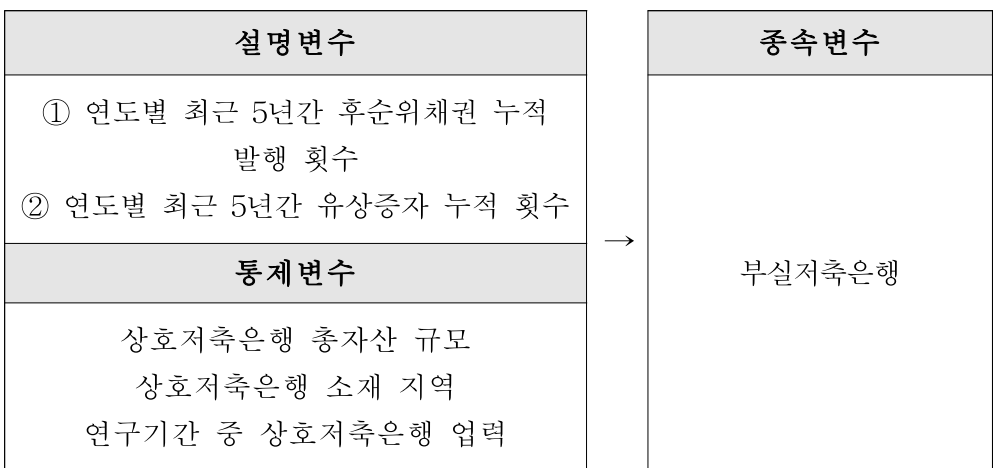 설명변수
① 연도별 최근 5년간 후순위채권 누적
발행 횟수
② 연도별 최근 5년간 유상증자 누적 횟수
통제변수
상호저축은행 총자산 규모
상호저축은행 소재 지역
연구기간 중 상호저축은행 업력
→
종속변수
부실저축은행